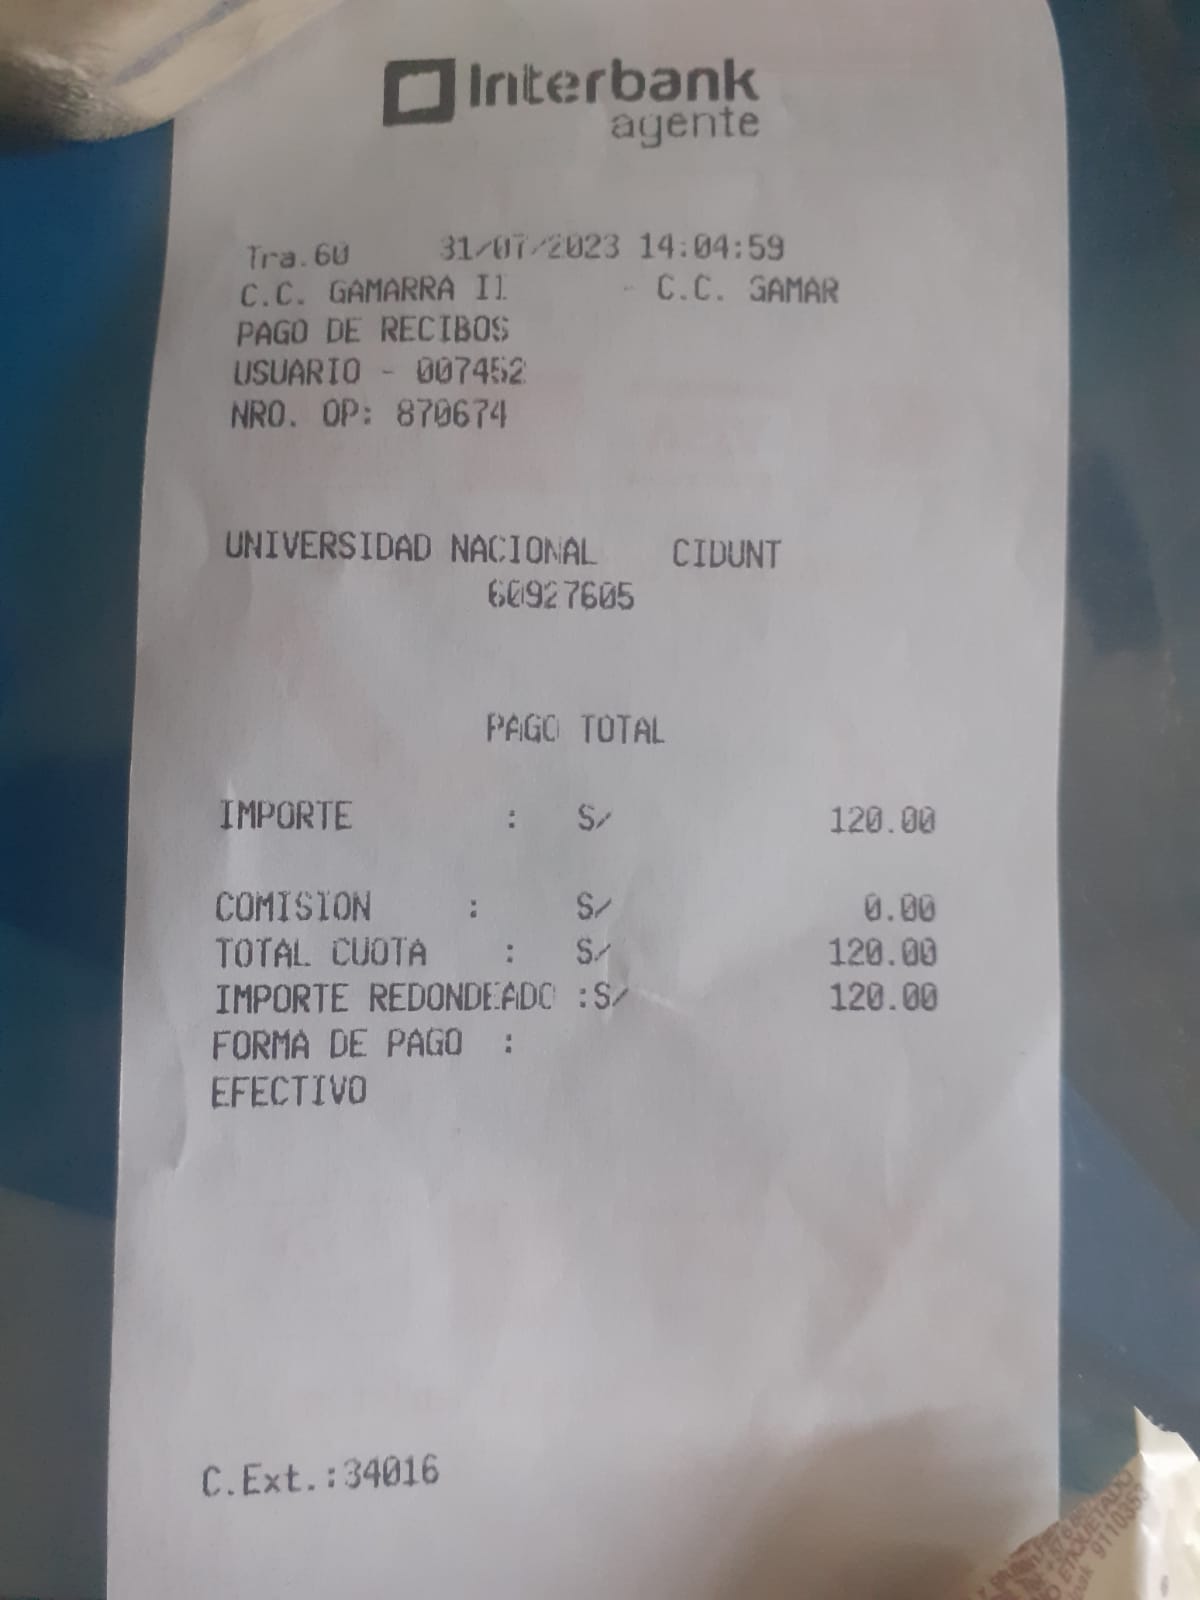 Interbank
agente
Tra.60 31/07/2023 14:04:59
C.C. GAMARRA II - C.C. GAMAR
PAGO DE RECIBOS
USUARIO - 007452
NRO. OP: 870674
UNIVERSIDAD NACIONAL CIDUNT
60927605
PAGO TOTAL
IMPORTE : S/ 120.00
COMISION : S/ 0.00
TOTAL CUOTA : S/ 120.00
IMPORTE REDONDEADO :S/ 120.00
FORMA DE PAGO :
EFECTIVO
C.Ext.:34016